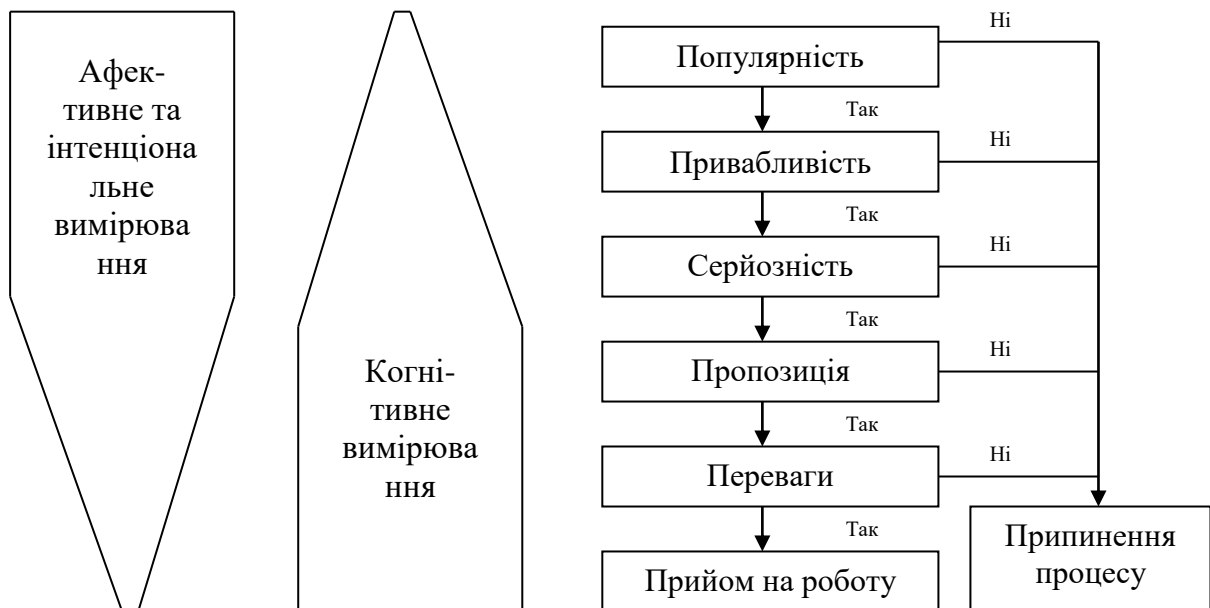 Афек-
тивне та
інтенціона
льне
вимірюва
ння
Когні-
тивне
вимірюва
ння
Популярність
Ні
Так
Привабливість
Ні
Так
Серйозність
Ні
Так
Пропозиція
Ні
Так
Переваги
Ні
Так
Прийом на роботу
Припинення
процесу